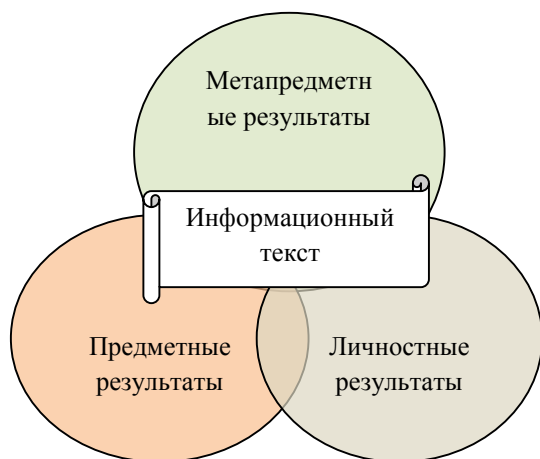 Метапредметн
ые результаты
Информационный
текст
Предметные
результаты
Личностные
результаты